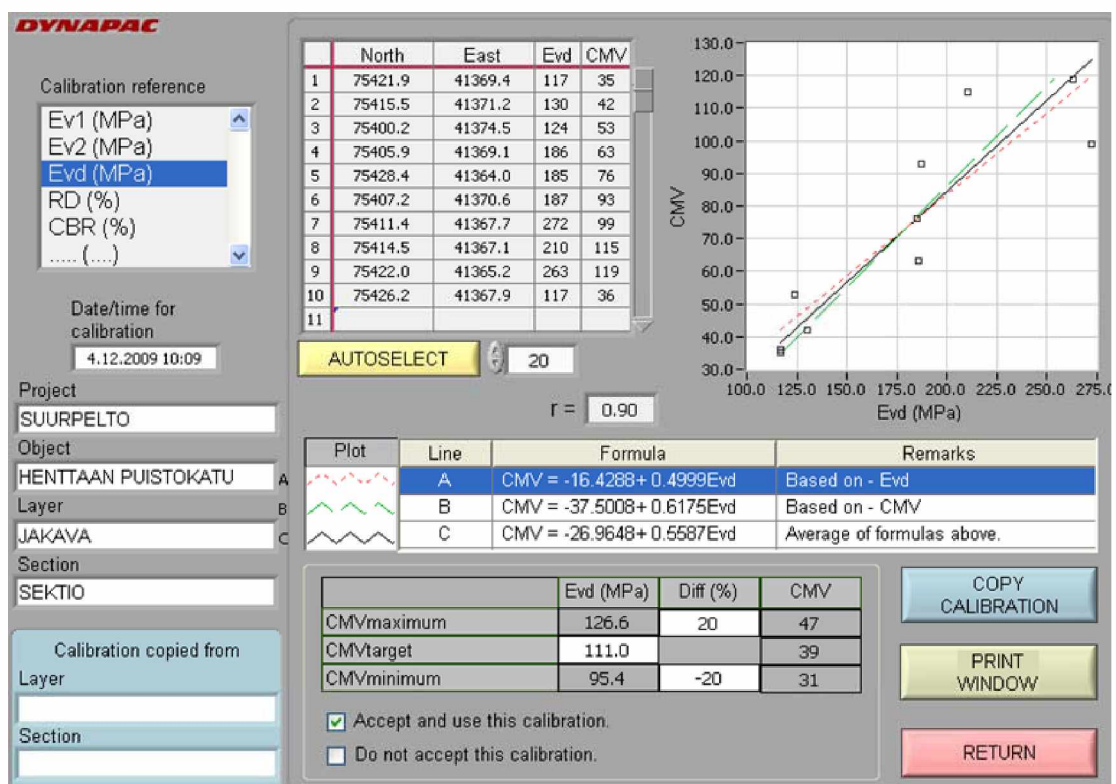 DYNAPAC
Calibration reference
Ev1 (MPa)
Ev2 (MPa)
Evd (MPa)
RD (%)
CBR (%)
..... (....)
Date/time for
calibration
4.12.2009 10:09
Project
SUURPELTO
Object
HENTTAAN PUISTOKATU
Layer
JAKAVA
Section
SEKTIO
Calibration copied from
Layer
Section
North East Evd CMV
1 75421.9 41369.4 117 35
2 75415.5 41371.2 130 42
3 75400.2 41374.5 124 53
4 75405.9 41369.1 186 63
5 75428.4 41364.0 185 76
6 75407.2 41370.6 187 93
7 75411.4 41367.7 272 99
8 75414.5 41367.1 210 115
9 75422.0 41365.2 263 119
10 75426.2 41367.9 117 36
11
AUTOSELECT 20
r = 0.90
130.0
120.0
110.0
100.0
90.0
80.0
70.0
60.0
50.0
40.0
30.0
CMV
100.0 125.0 150.0 175.0 200.0 225.0 250.0 275.0
Evd (MPa)
Plot Line Formula Remarks
A A CMV = -16.4288+ 0.4999Evd Based on - Evd
B B CMV = -37.5008+ 0.6175Evd Based on - CMV
C C CMV = -26.9648+ 0.5587Evd Average of formulas above.
Evd (MPa) Diff (%) CMV
CMVmaximum 126.6 20 47
CMVtarget 111.0 39
CMVminimum 95.4 -20 31
Accept and use this calibration.
Do not accept this calibration.
COPY
CALIBRATION
PRINT
WINDOW
RETURN